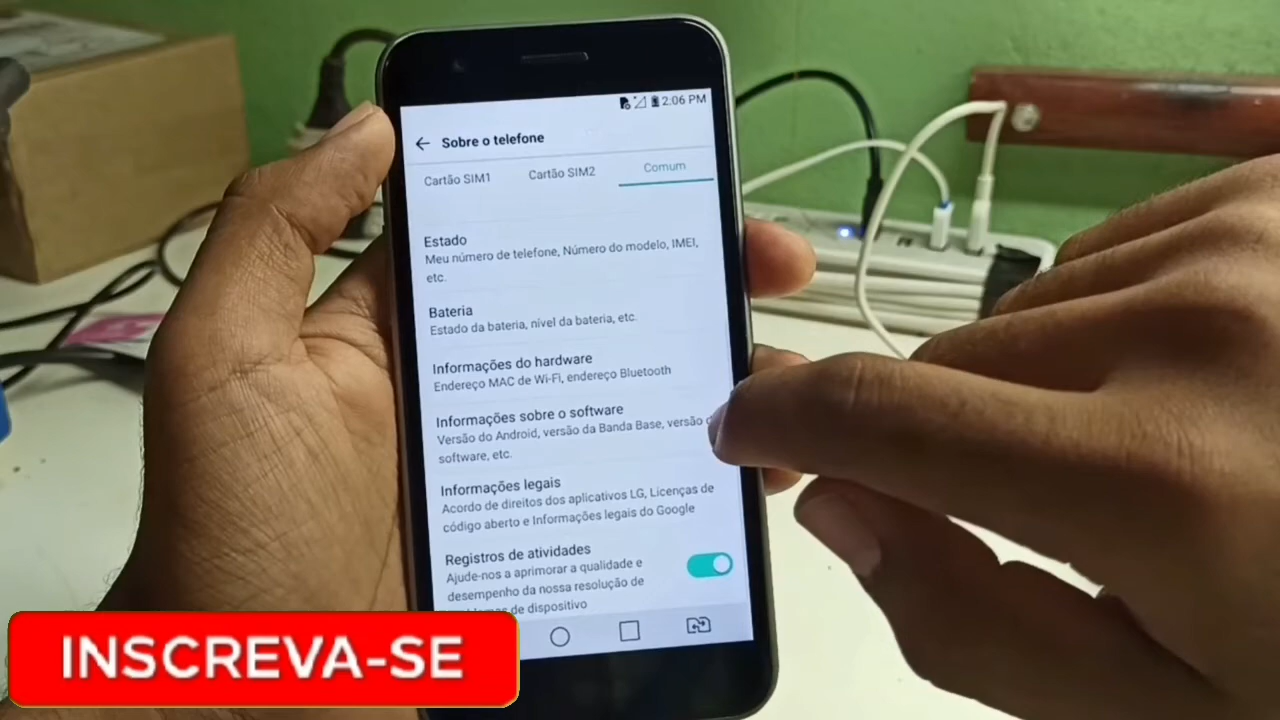 2:06 PM
Sobre o telefone
Cartão SIM1 Cartão SIM2 Comum
Estado
Meu número de telefone, Número do modelo, IMEI,
etc.
Bateria
Estado da bateria, nível da bateria, etc.
Informações do hardware
Endereço MAC de Wi-Fi, endereço Bluetooth
Informações sobre o software
Versão do Android, versão da Banda Base, versão
software, etc.
Informações legais
Acordo de direitos dos aplicativos LG, Licenças de
código aberto e Informações legais do Google
Registros de atividades
Ajude-nos a aprimorar a qualidade e
desempenho da nossa resolução de
de dispositivo
INSCREVA-SE